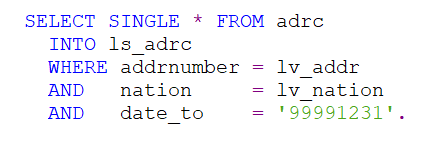 SELECT SINGLE * FROM adrc
  INTO ls_adrc
  WHERE addrnumber = lv_addr
  AND   nation     = lv_nation
  AND   date_to    = '99991231'.